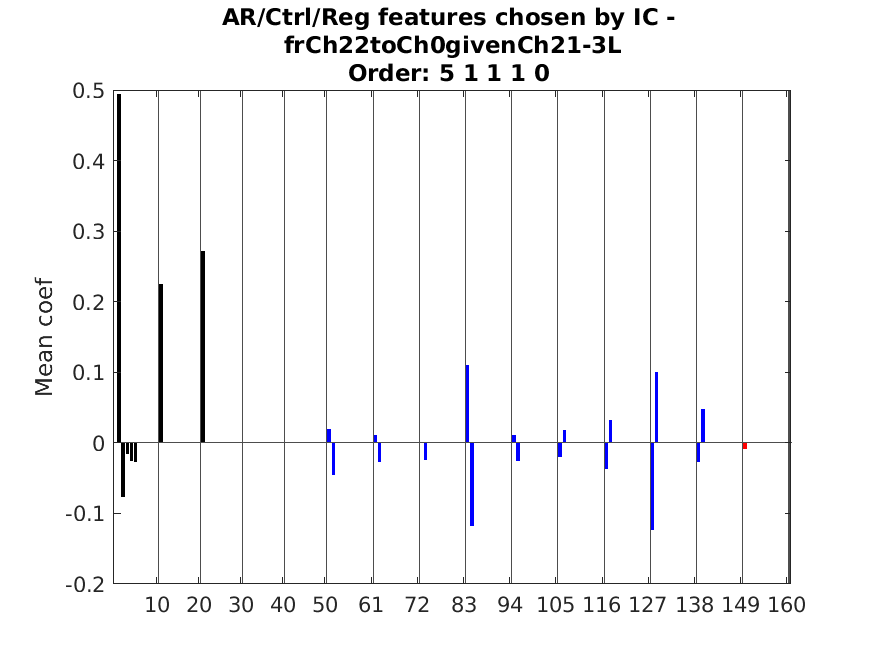 AR/Ctrl/Reg features chosen by IC -
frCh22toCh0givenCh21-3L
Order: 5 1 1 1 0
0.5
0.4
0.3
0.2
0.1
0
-0.1
-0.2
Mean coef
10 20 30 40 50 61 72 83 94 105 116 127 138 149 160